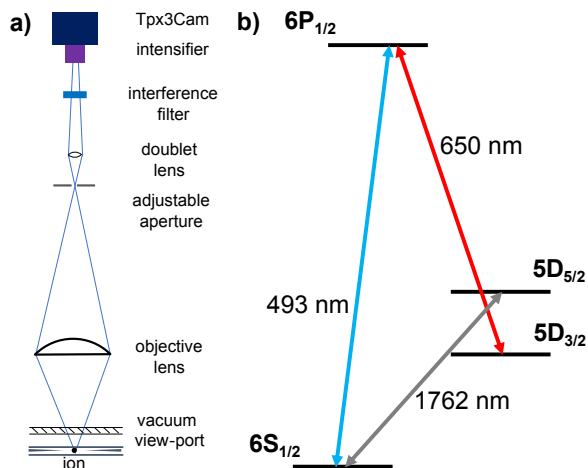 a)
Tpx3Cam
intensifier
interference
filter
doublet
lens
adjustable
aperture
objective
lens
vacuum
view-port
ion
b)
6P1/2
650 nm
5D5/2
493 nm
5D3/2
1762 nm
6S1/2